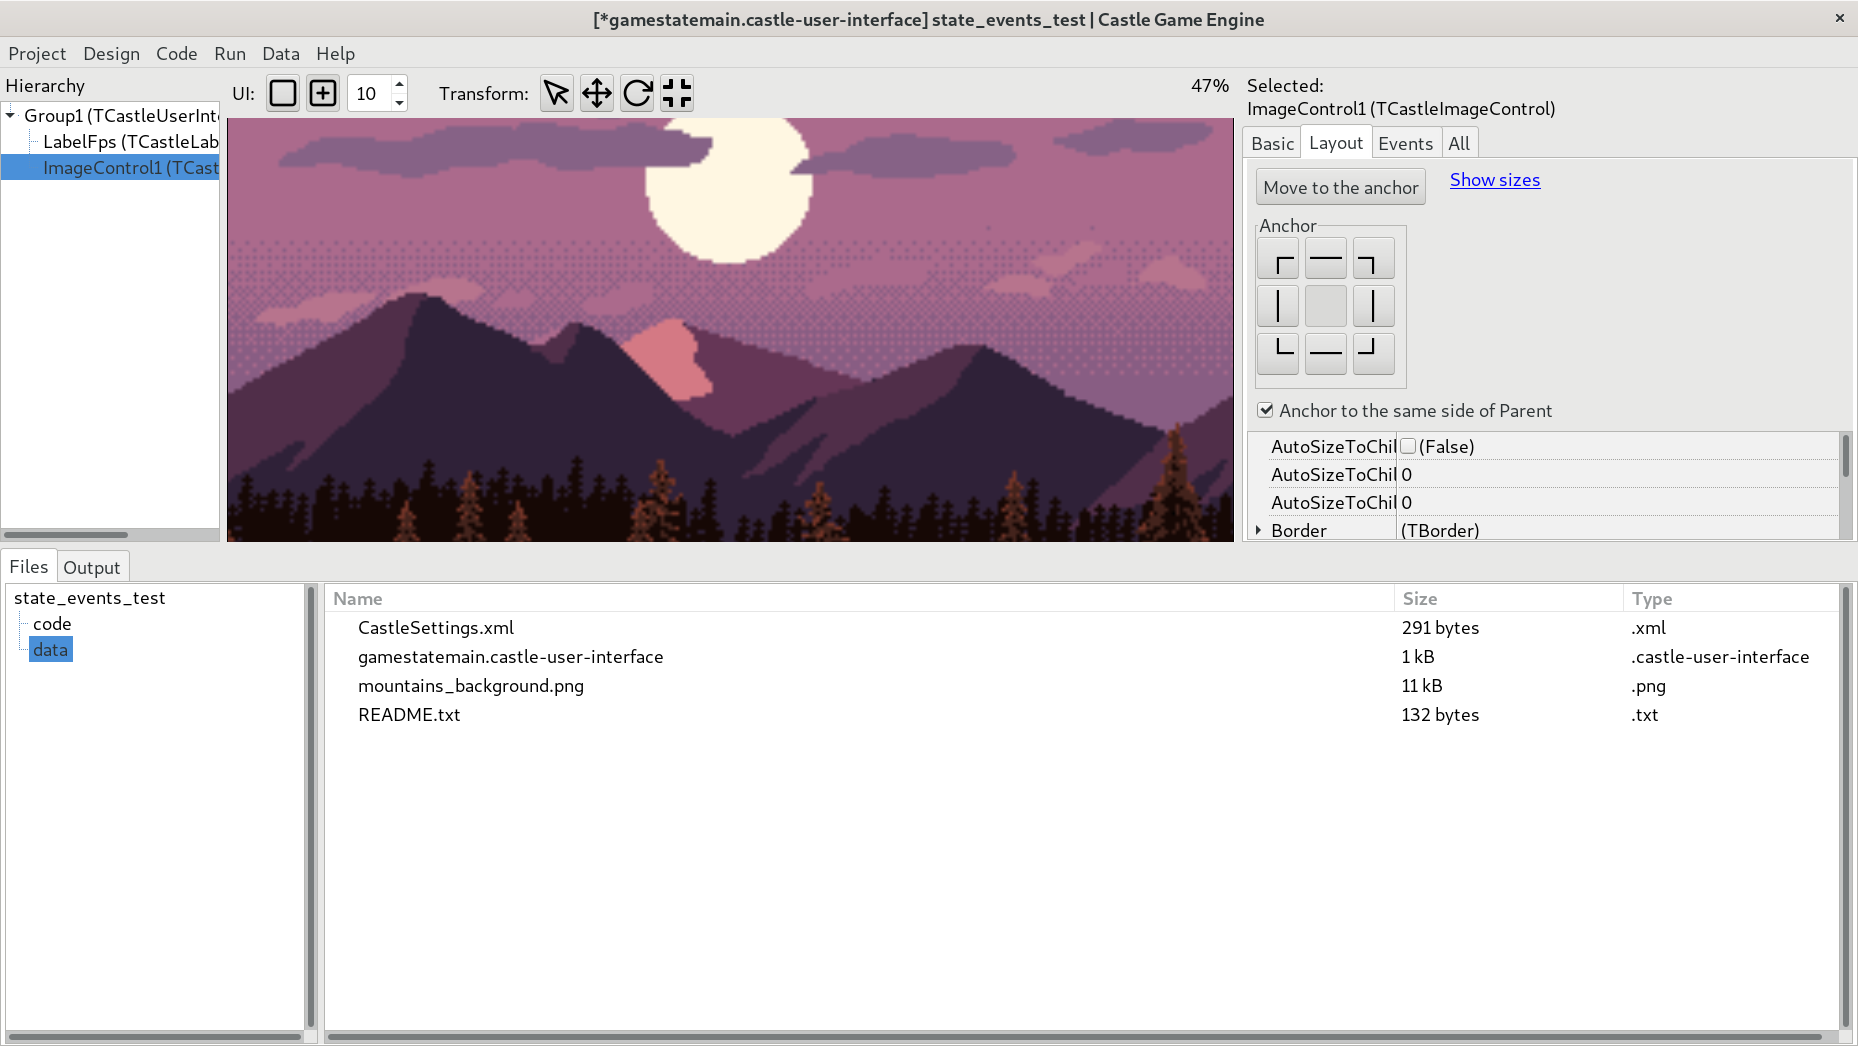 [*gamestatemain.castle-user-interface] state_events_test | Castle Game Engine
×
Project Design Code Run Data Help
Hierarchy
Group1 (TCastleUserInte
LabelFps (TCastleLab
ImageControl1 (TCast
UI: 10 Transform: 47%
Selected:
ImageControl1 (TCastleImageControl)
Basic Layout Events All
Move to the anchor Show sizes
Anchor
Anchor to the same side of Parent
AutoSizeToChil (False)
AutoSizeToChil 0
AutoSizeToChil 0
Border (TBorder)
Files Output
state_events_test
code
data
Name Size Type
CastleSettings.xml 291 bytes .xml
gamestatemain.castle-user-interface 1 kB .castle-user-interface
mountains_background.png 11 kB .png
README.txt 132 bytes .txt